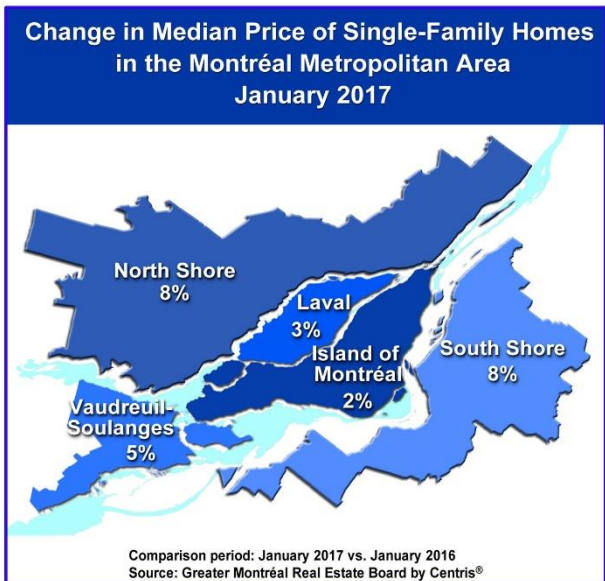 Change in Median Price of Single-Family Homes
in the Montréal Metropolitan Area
January 2017
North Shore
8%
Laval
3%
Island of
Montréal
2%
South Shore
8%
Vaudreuil-
Soulanges
5%
Comparison period: January 2017 vs. January 2016
Source: Greater Montréal Real Estate Board by Centris®